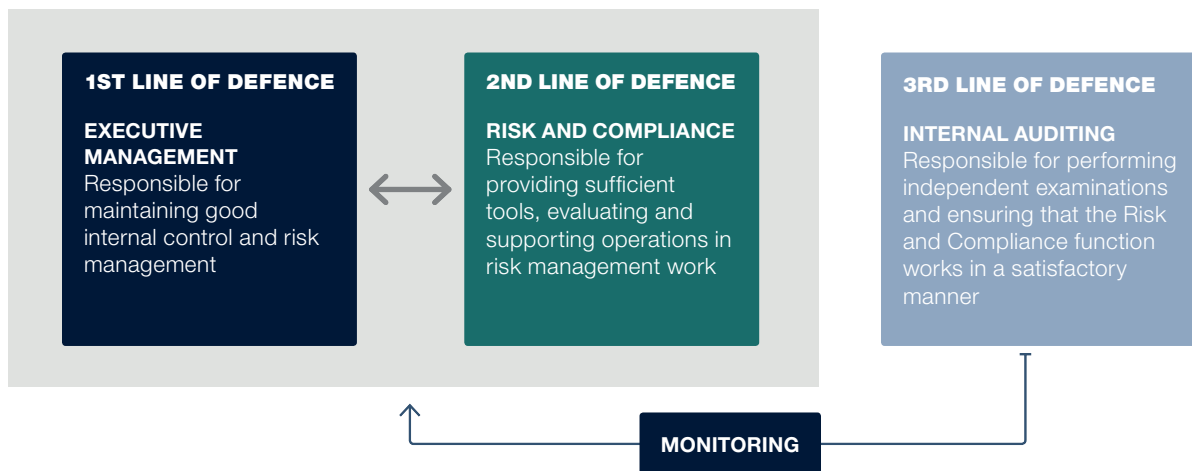 1ST LINE OF DEFENCE
EXECUTIVE
MANAGEMENT
Responsible for
maintaining good
internal control and risk
management
2ND LINE OF DEFENCE
RISK AND COMPLIANCE
Responsible for
providing sufficient
tools, evaluating and
supporting operations in
risk management work
3RD LINE OF DEFENCE
INTERNAL AUDITING
Responsible for performing
independent examinations
and ensuring that the Risk
and Compliance function
works in a satisfactory
manner
MONITORING